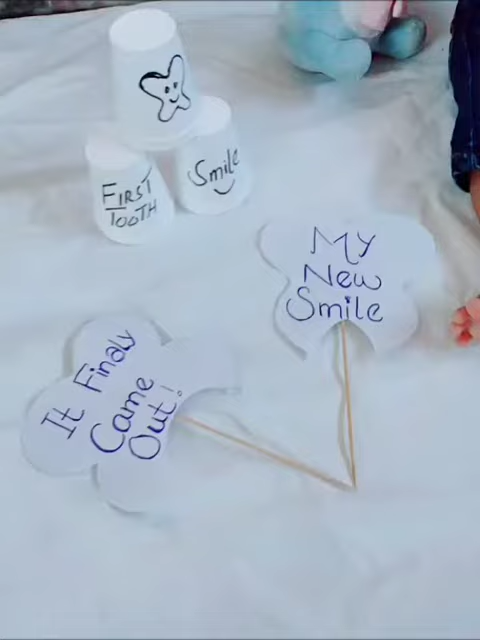 First
Tooth
Smile
My
New
Smile
It Finaly
Came
Out!